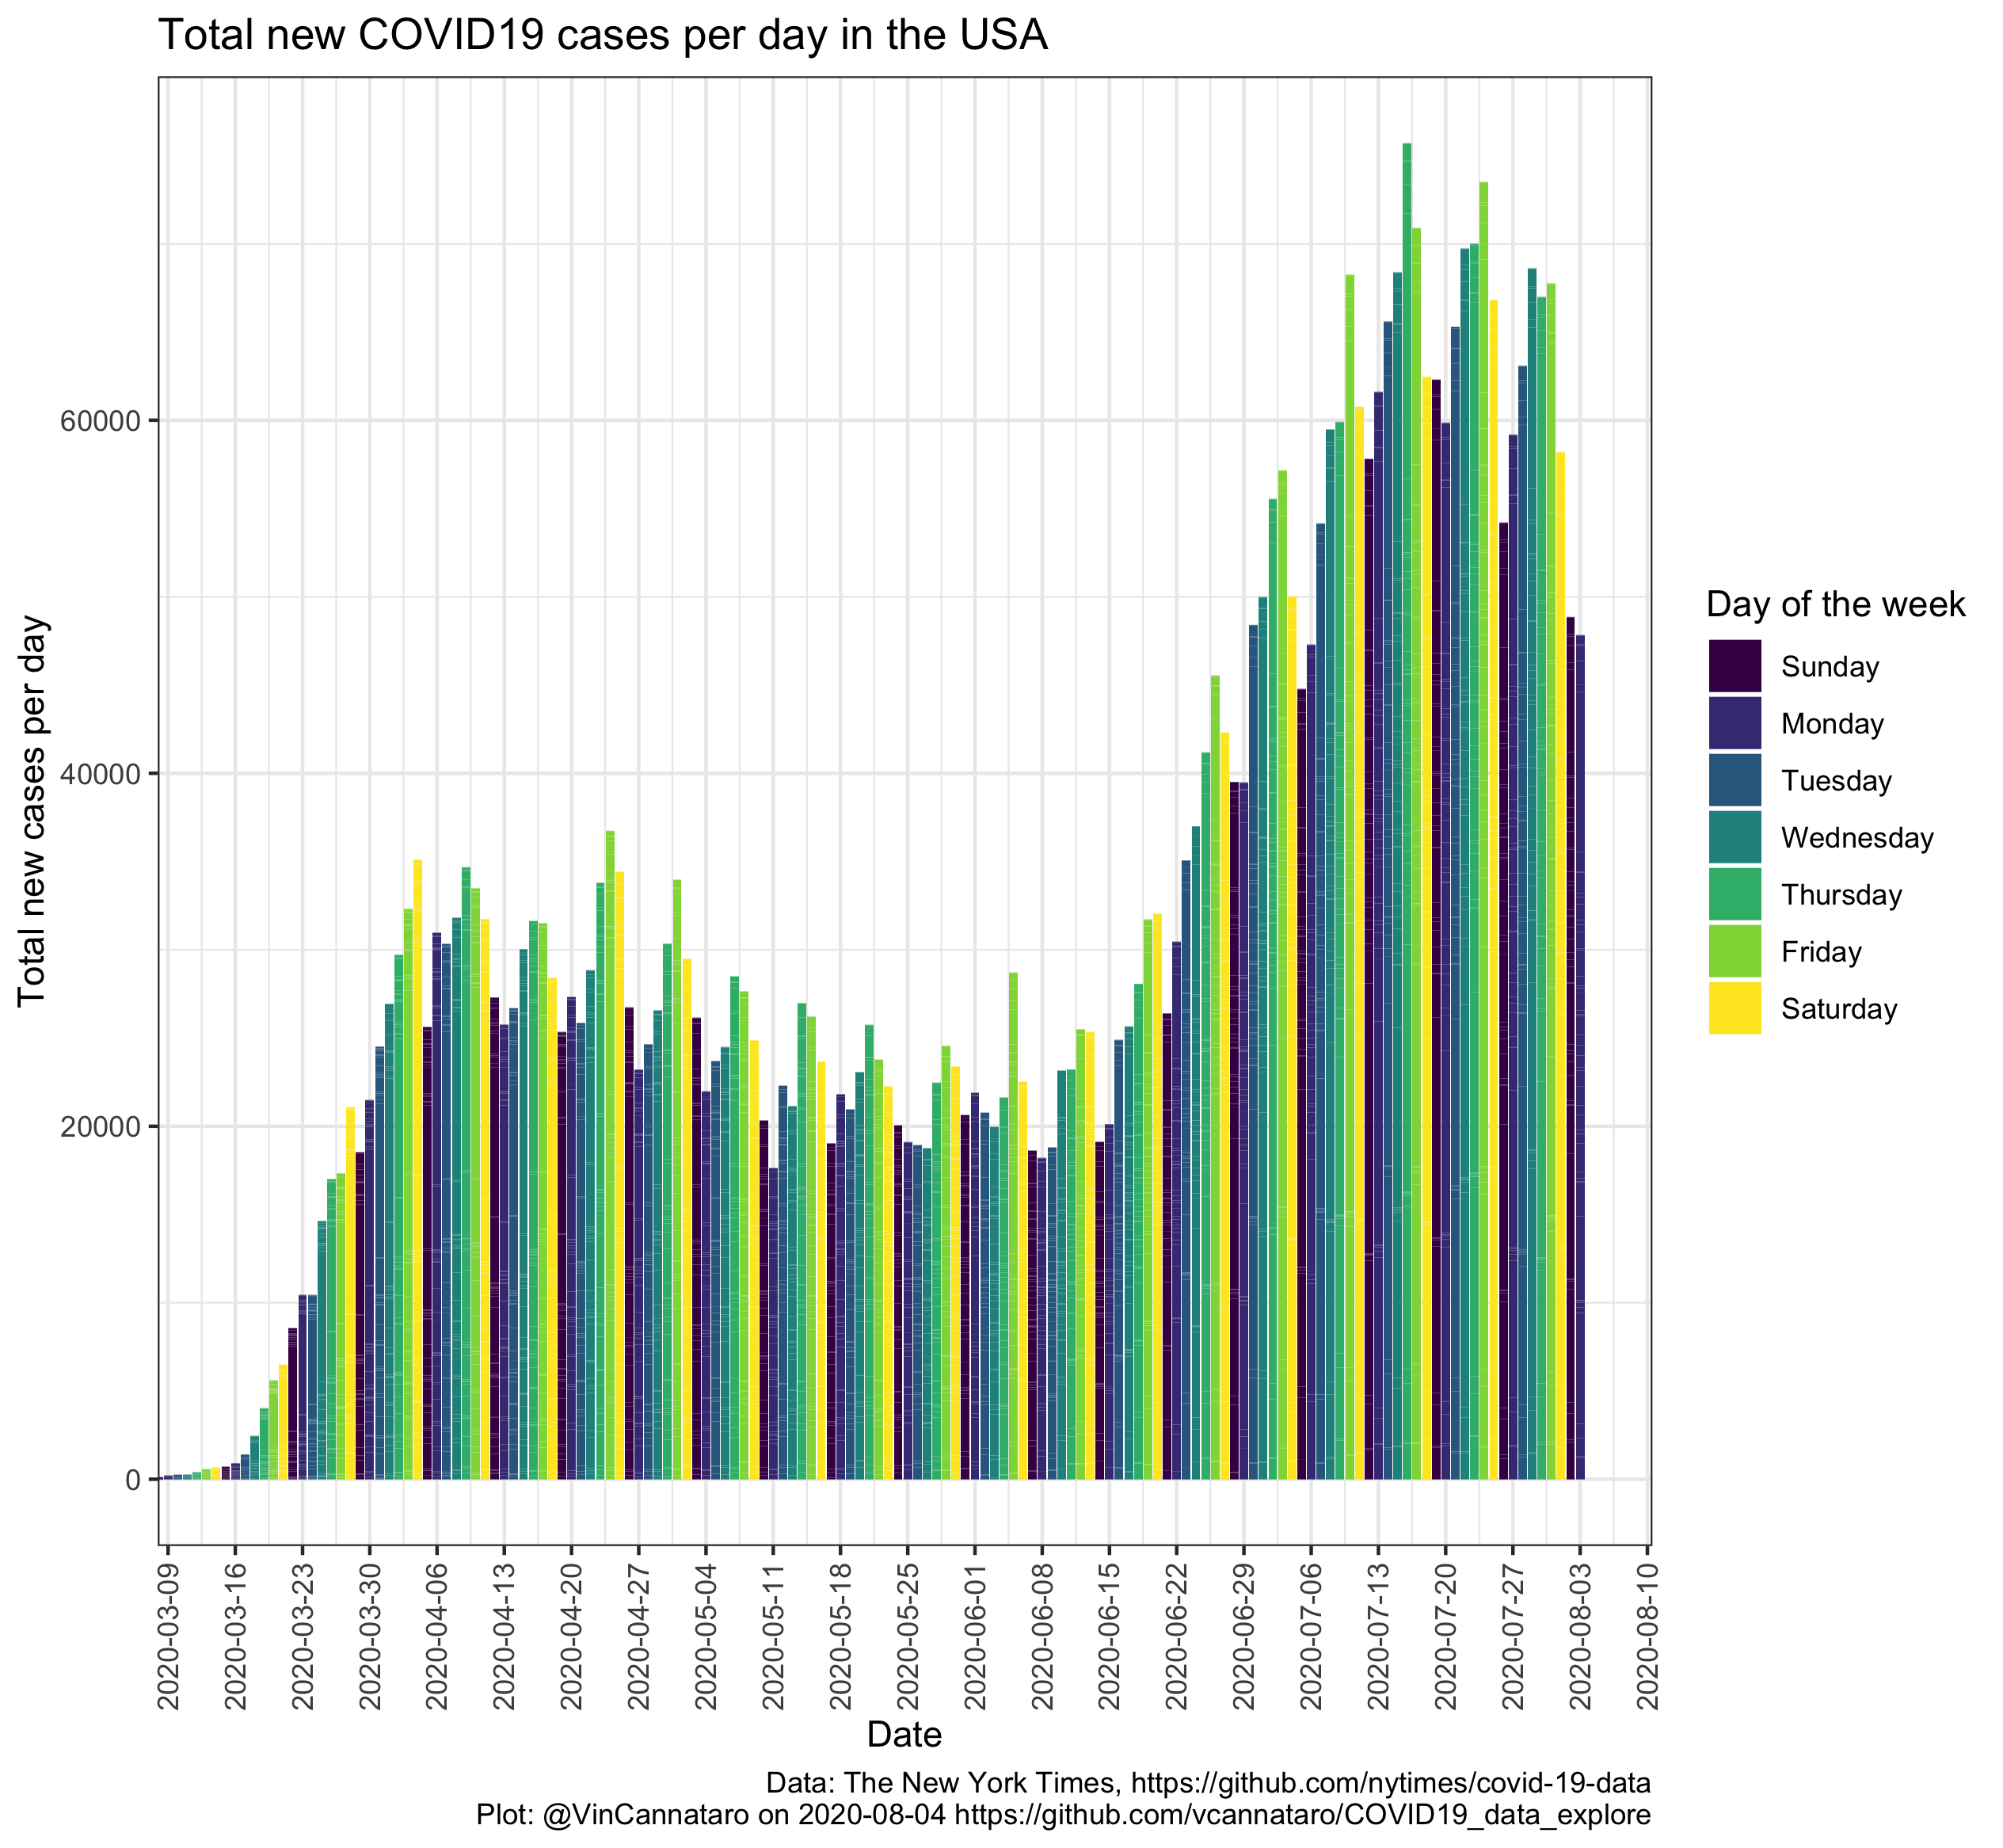 Total new COVID19 cases per day in the USA
Total new cases per day
60000
40000
20000
0
2020-03-09
2020-03-16
2020-03-23
2020-03-30
2020-04-06
2020-04-13
2020-04-20
2020-04-27
2020-05-04
2020-05-11
2020-05-18
2020-05-25
2020-06-01
2020-06-08
2020-06-15
2020-06-22
2020-06-29
2020-07-06
2020-07-13
2020-07-20
2020-07-27
2020-08-03
2020-08-10
Date
Day of the week
Sunday
Monday
Tuesday
Wednesday
Thursday
Friday
Saturday
Data: The New York Times, https://github.com/nytimes/covid-19-data
Plot: @VinCannataro on 2020-08-04 https://github.com/vcannataro/COVID19_data_explore